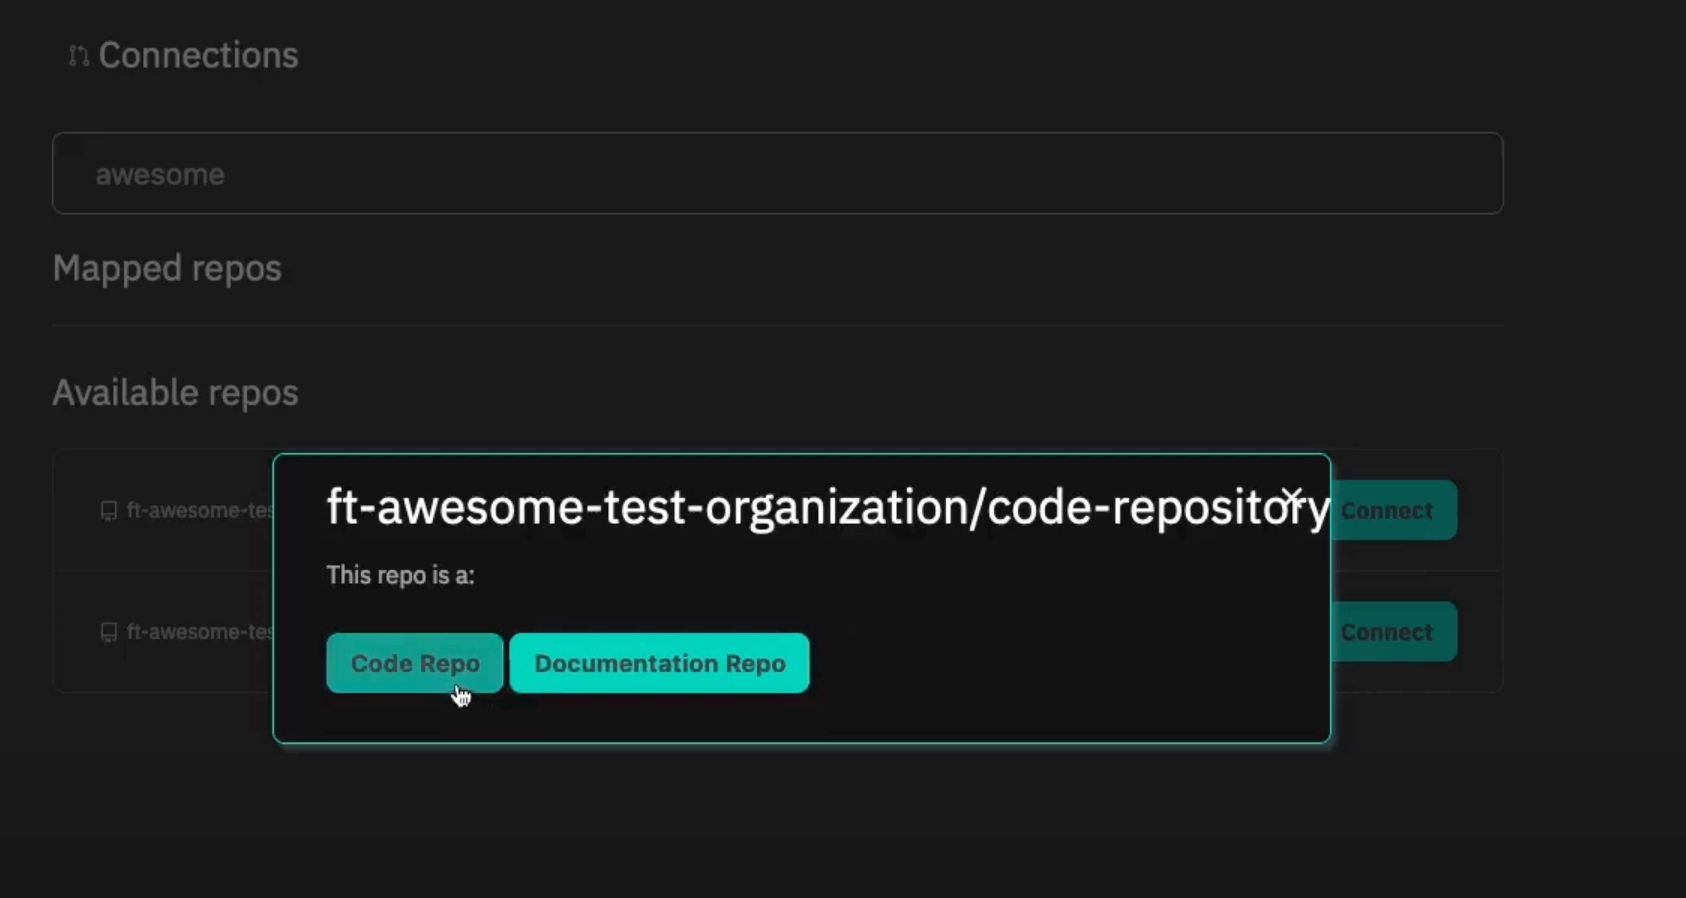 Connections
awesome
Mapped repos
Available repos
ft-awesome-test-organization/code-repository
ft-awesome-tes
Connect
This repo is a:
ft-awesome-tes
Connect
Code Repo
Documentation Repo